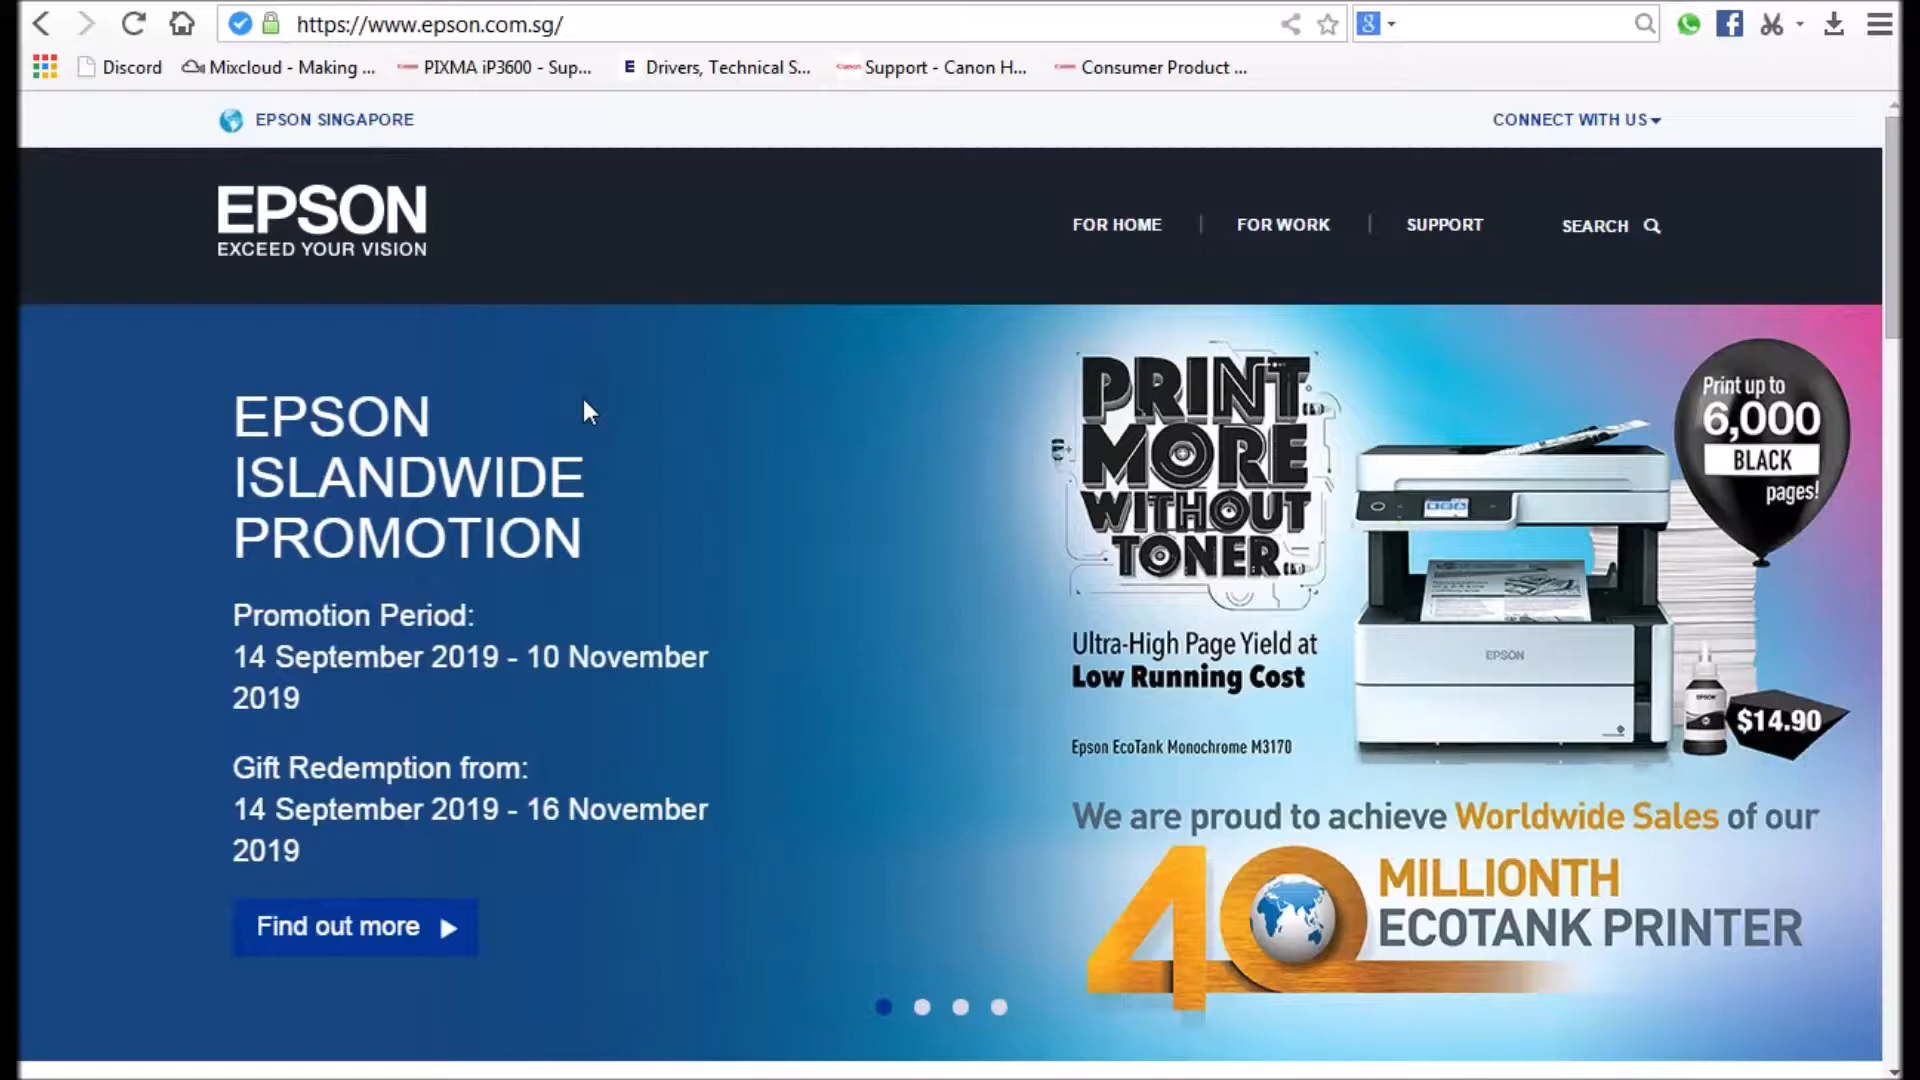 https://www.epson.com.sg/
Discord
Mixcloud - Making ...
PIXMA iP3600 - Sup...
E Drivers, Technical S...
Support - Canon H...
Consumer Product ...
EPSON SINGAPORE
CONNECT WITH US
EPSON
EXCEED YOUR VISION
FOR HOME
FOR WORK
SUPPORT
SEARCH
EPSON
ISLANDWIDE
PROMOTION
Promotion Period:
14 September 2019 - 10 November
2019
Gift Redemption from:
14 September 2019 - 16 November
2019
Find out more
PRINT
MORE
WITHOUT
TONER
Ultra-High Page Yield at
Low Running Cost
Epson EcoTank Monochrome M3170
Print up to
6,000
BLACK
pages!
EPSON
EPSON
$14.90
We are proud to achieve Worldwide Sales of our
40
MILLIONTH
ECOTANK PRINTER